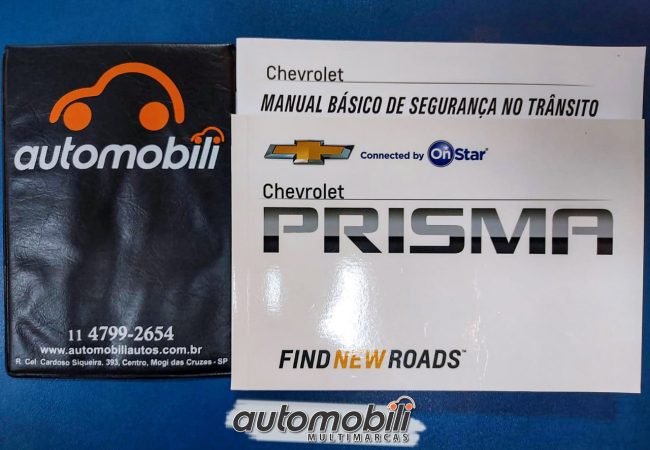 automobili
11 4799-2654
www.automobiliautos.com.br
R. Cel. Cardoso Siqueira, 393, Centro, Mogi das Cruzes - SP
Chevrolet
MANUAL BÁSICO DE SEGURANÇA NO TRÂNSITO
Connected by OnStar®
Chevrolet
PRISMA
FIND NEW ROADS™
automobili
MULTIMARCAS